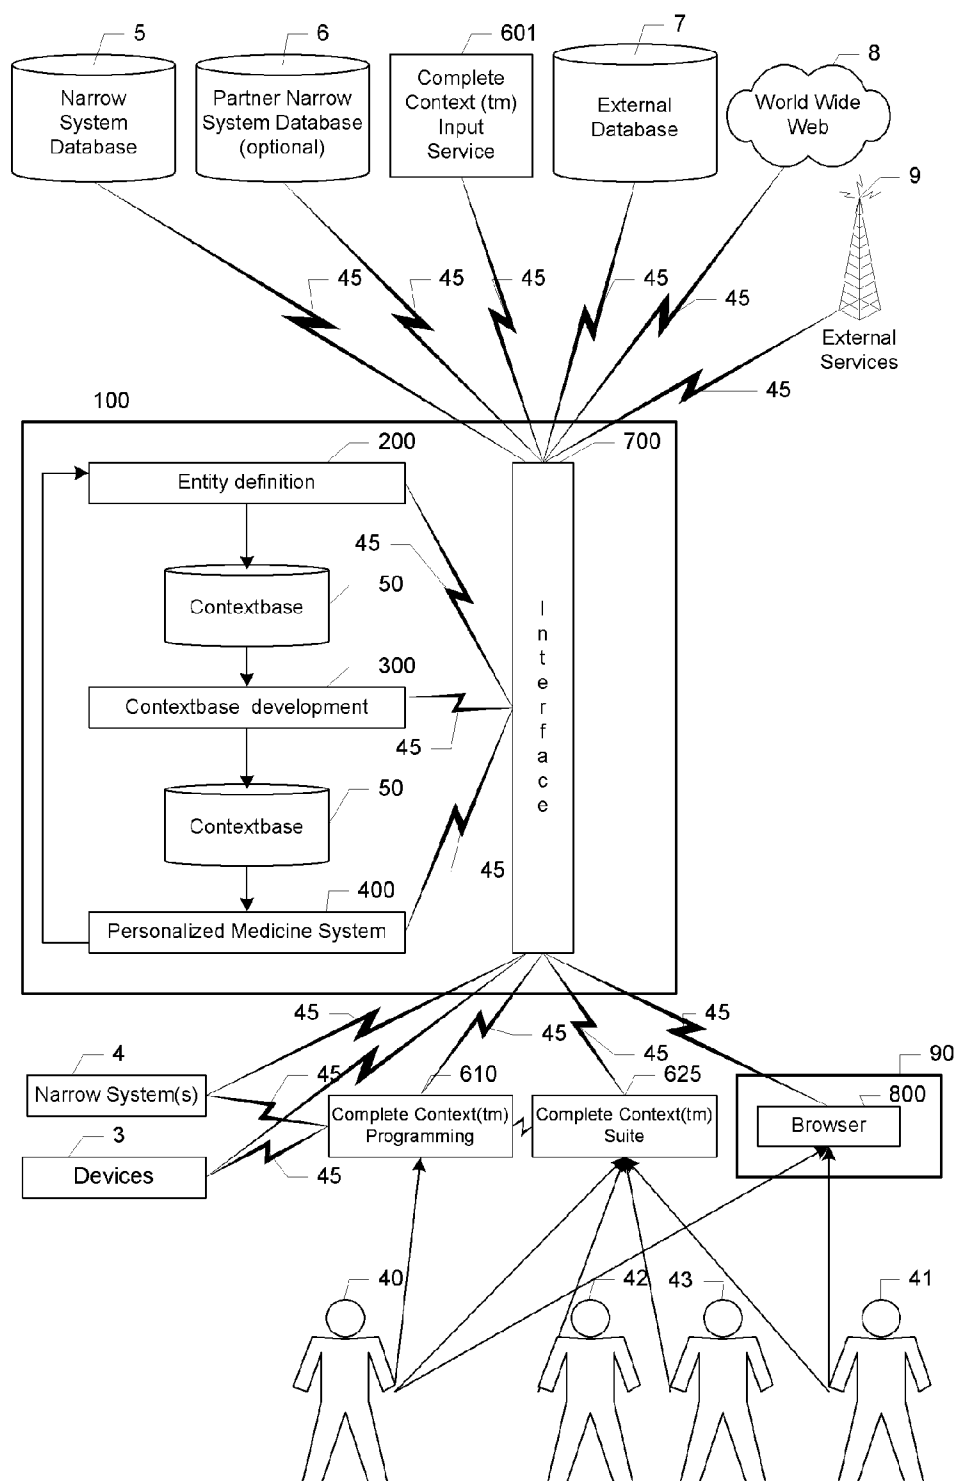 5
6
601
7
8
Narrow
System
Database
Partner Narrow
System Database
(optional)
Complete
Context (tm)
Input
Service
External
Database
World Wide
Web
9
45
45
45
45
45
External
Services
45
100
200
700
Entity definition
45
50
Contextbase
Interface
300
Contextbase development
45
50
Contextbase
45
400
Personalized Medicine System
45
45
45
45
45
4
610
625
90
Narrow System(s)
45
800
Complete Context(tm)
Programming
Complete Context(tm)
Suite
Browser
3
Devices
45
40
42
43
41